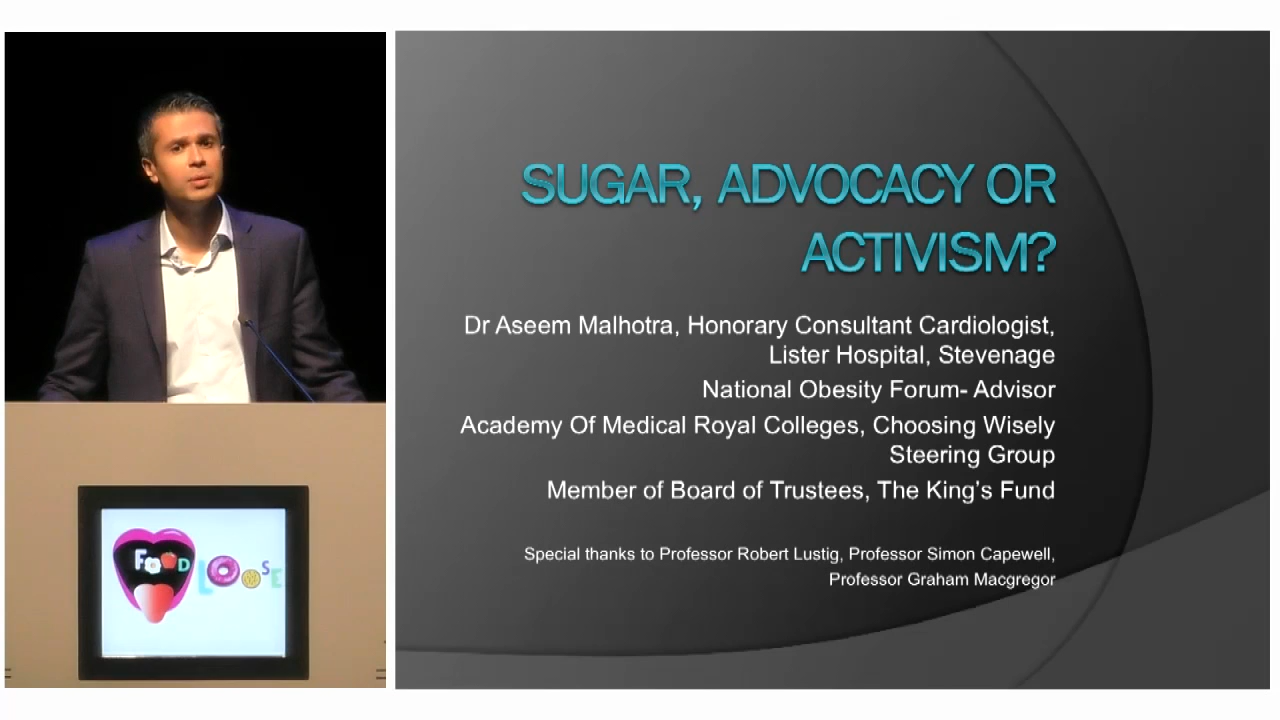 SUGAR, ADVOCACY OR
ACTIVISM?
Dr Aseem Malhotra, Honorary Consultant Cardiologist,
Lister Hospital, Stevenage
National Obesity Forum- Advisor
Academy Of Medical Royal Colleges, Choosing Wisely
Steering Group
Member of Board of Trustees, The King’s Fund
Special thanks to Professor Robert Lustig, Professor Simon Capewell,
Professor Graham Macgregor
FOOD
LOOSE